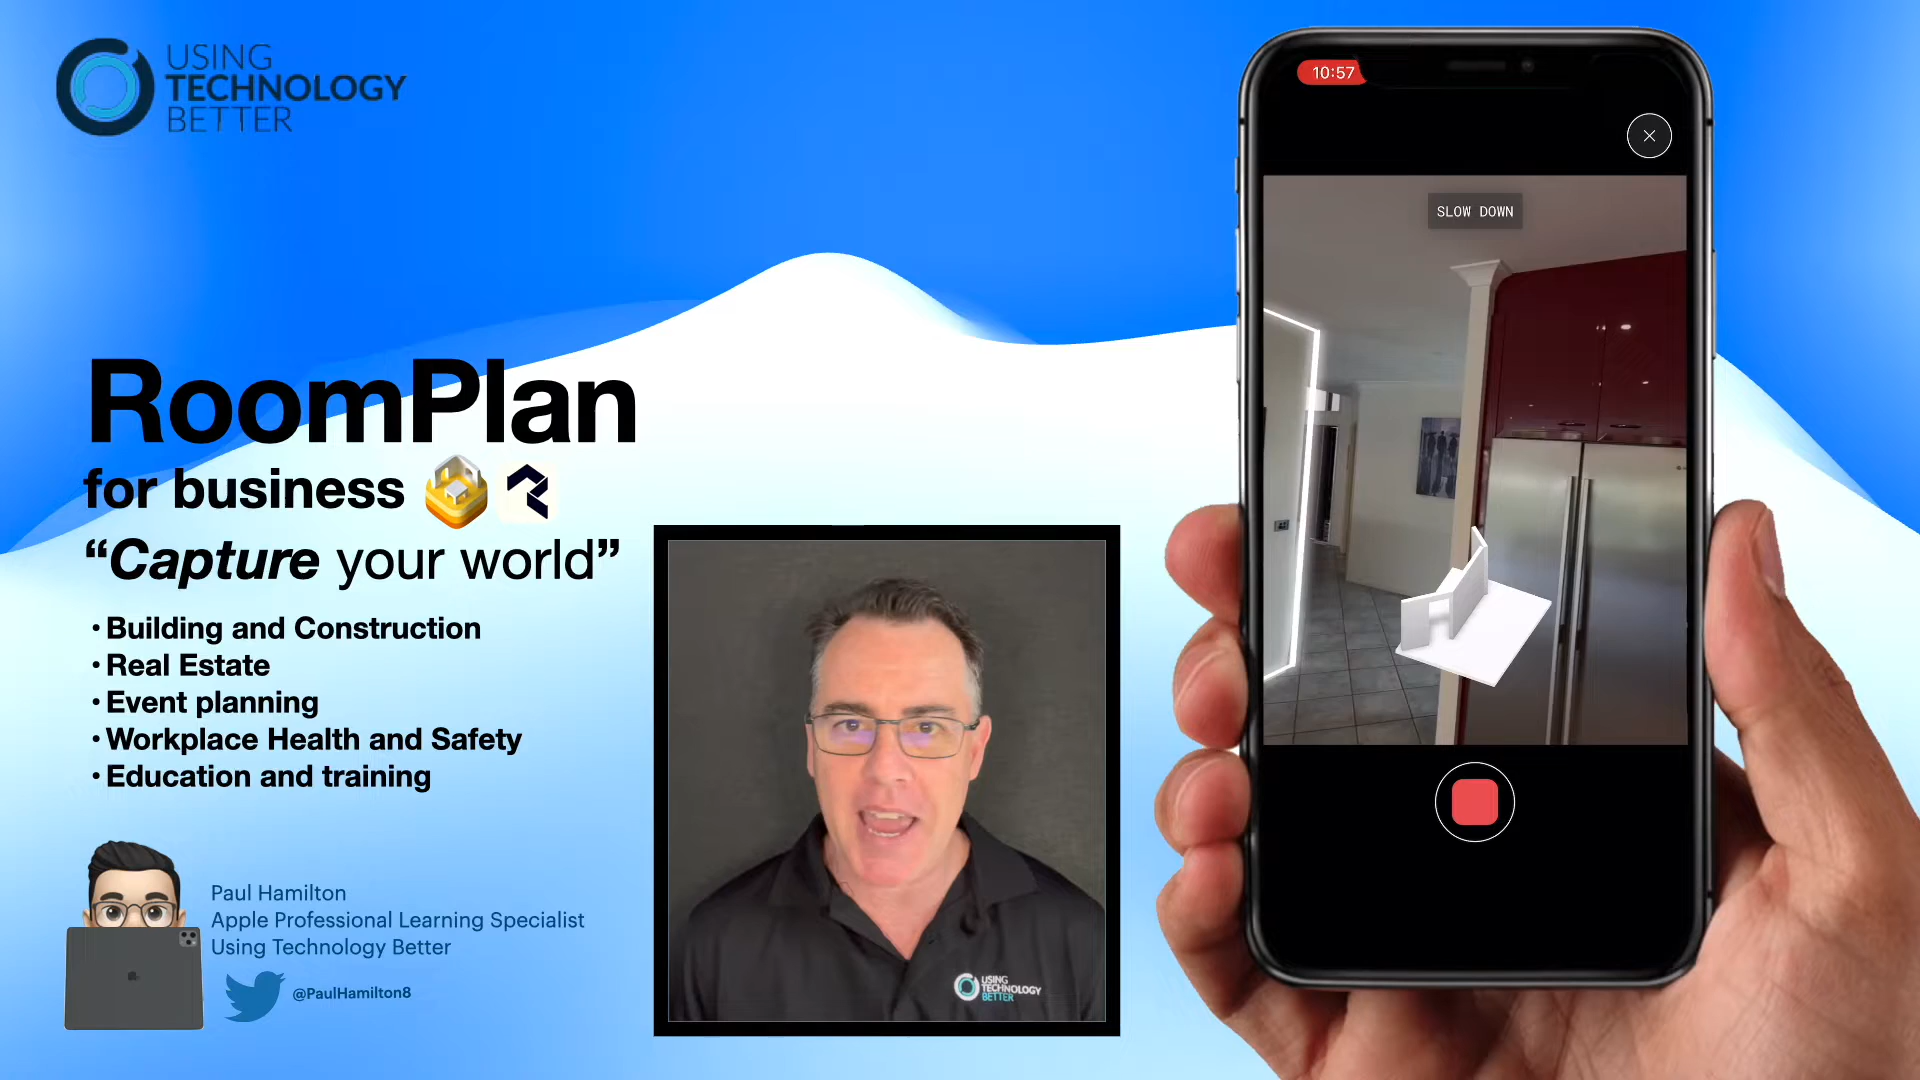 USING
TECHNOLOGY
BETTER
10:57
SLOW DOWN
RoomPlan
for business
“Capture your world”
• Building and Construction
• Real Estate
• Event planning
• Workplace Health and Safety
• Education and training
Paul Hamilton
Apple Professional Learning Specialist
Using Technology Better
@PaulHamilton8
USING
TECHNOLOGY
BETTER